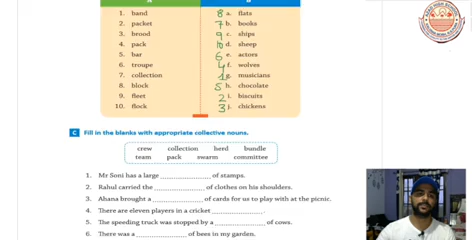 A B
1. band 8 a. flats
2. packet 7 b. books
3. brood 9 c. ships
4. pack 10 d. sheep
5. bar 6 e. actors
6. troupe 4 f. wolves
7. collection 1 g. musicians
8. block 5 h. chocolate
9. fleet 2 i. biscuits
10. flock 3 j. chickens
C Fill in the blanks with appropriate collective nouns.
crew collection herd bundle
team pack swarm committee
1. Mr Soni has a large ........................ of stamps.
2. Rahul carried the ........................ of clothes on his shoulders.
3. Ahana brought a ........................ of cards for us to play with at the picnic.
4. There are eleven players in a cricket ........................ .
5. The speeding truck was stopped by a ........................ of cows.
6. There was a ........................ of bees in my garden.